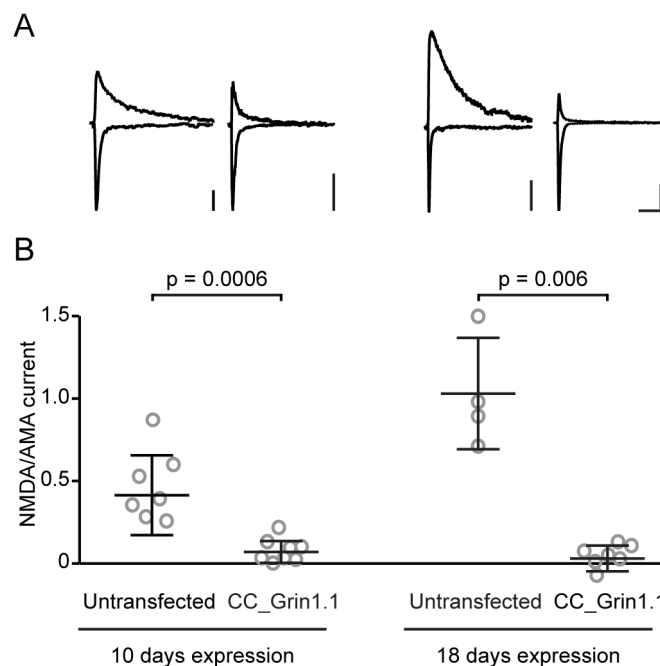 A
B
p = 0.0006
p = 0.006
NMDA/AMA current
1.5
1.0
0.5
0
Untransfected CC_Grin1.1 Untransfected CC_Grin1.1
10 days expression 18 days expression